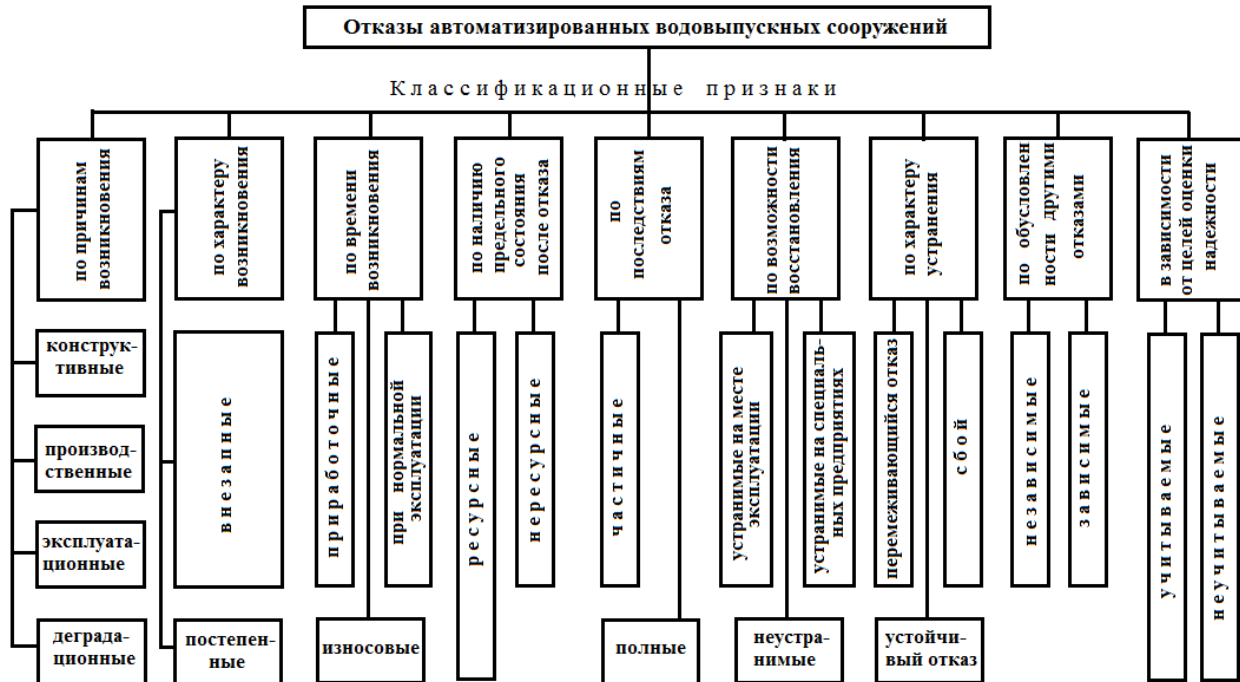 Отказы автоматизированных водовыпускных сооружений
Классификационные признаки
по причинам
возникновения
по характеру
возникновения
по времени
возникновения
по наличию
предельного
состояния
после отказа
по
последствиям
отказа
по возможности
восстановления
по характеру
устранения
по обусловлен
ности другими
отказами
в зависимости
от целей оценки
надежности
конструк-
тивные
производ-
ственные
эксплуата-
ционные
деграда-
ционные
внезапные
постепен-
ные
приработочные
при нормальной
эксплуатации
износовые
ресурсные
нересурсные
частичные
полные
устранимые на месте
эксплуатации
устранимые на специаль-
ных предприятиях
неустра-
нимые
перемеживающийся отказ
сбой
устойчи-
вый отказ
независимые
зависимые
учитываемые
неучитываемые